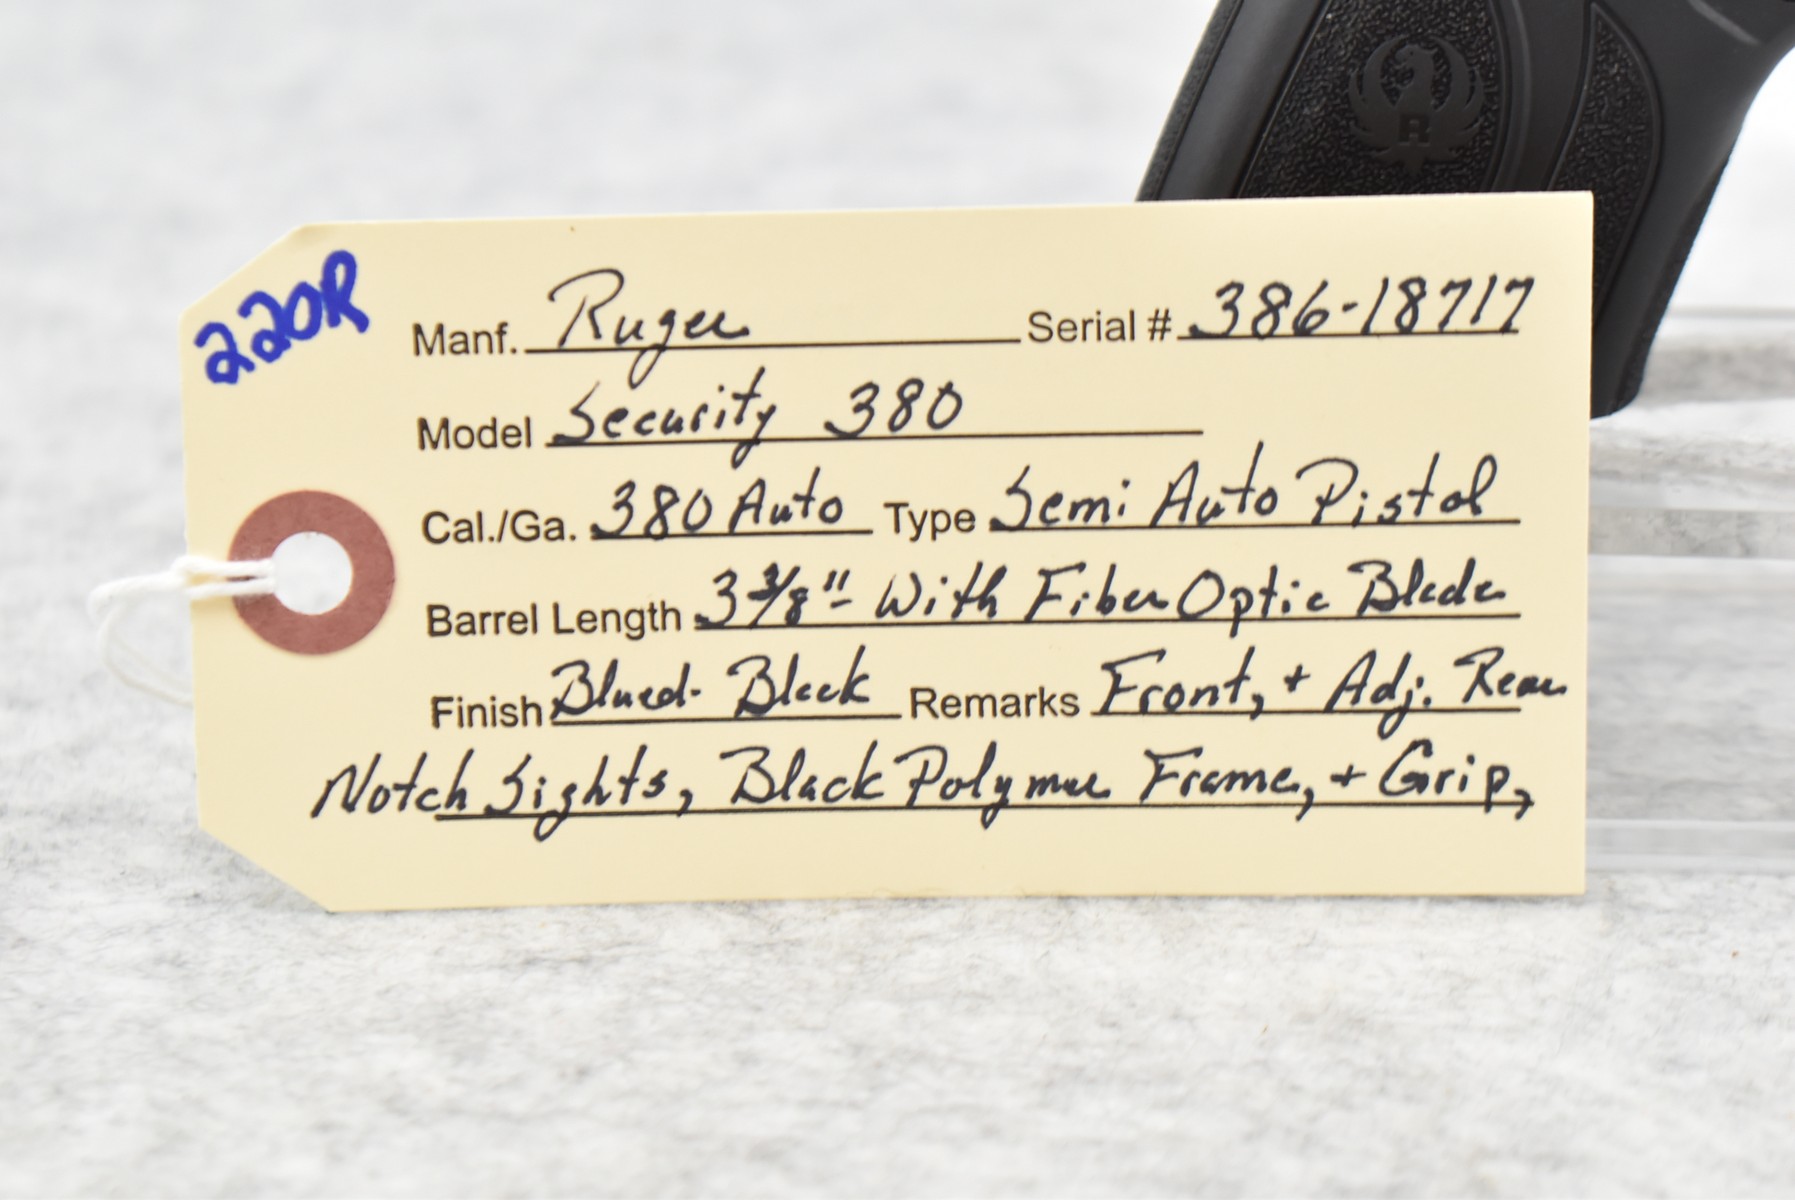 220R
Manf. Ruger Serial # 386-18717
Model Security 380
Cal./Ga. 380 Auto Type Semi Auto Pistol
Barrel Length 3 3/8" - With Fiber Optic Blade
Finish Blued - Black Remarks Front, + Adj. Rear
Notch Sights, Black Polymer Frame, + Grip,
R